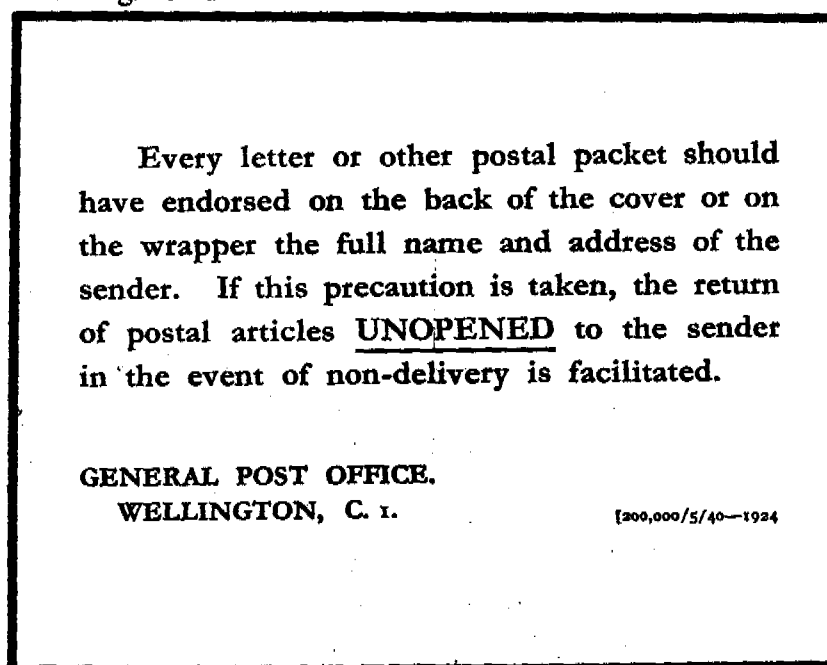 Every letter or other postal packet should
have endorsed on the back of the cover or on
the wrapper the full name and address of the
sender. If this precaution is taken, the return
of postal articles UNOPENED to the sender
in the event of non-delivery is facilitated.
GENERAL POST OFFICE.
WELLINGTON, C. 1.
[200,000/5/40—1924